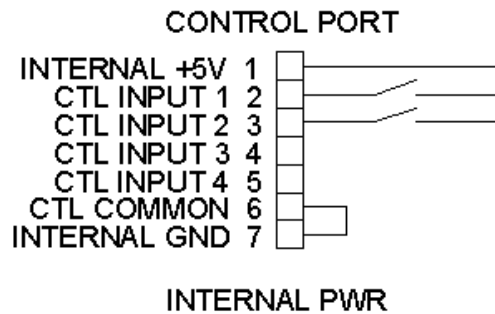 CONTROL PORT
INTERNAL +5V 1
CTL INPUT 1 2
CTL INPUT 2 3
CTL INPUT 3 4
CTL INPUT 4 5
CTL COMMON 6
INTERNAL GND 7
INTERNAL PWR